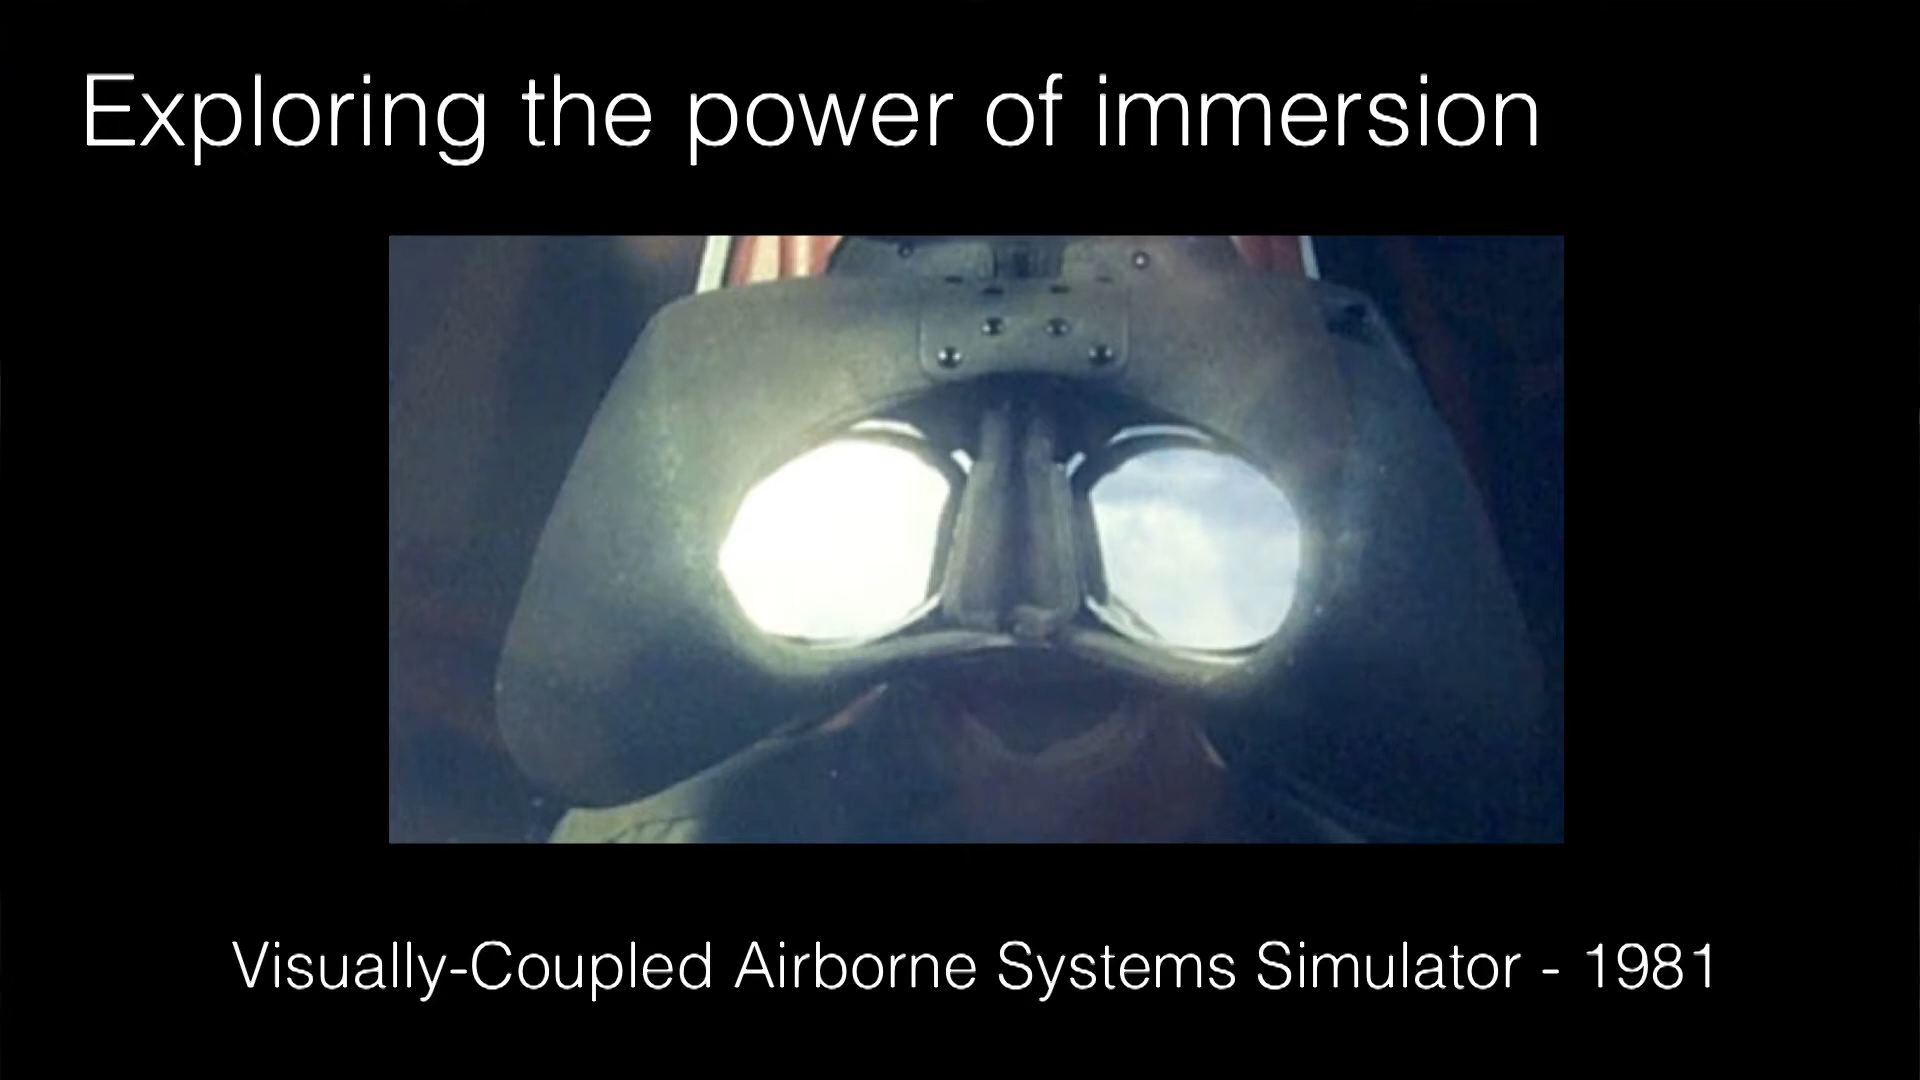 Exploring the power of immersion
Visually-Coupled Airborne Systems Simulator - 1981